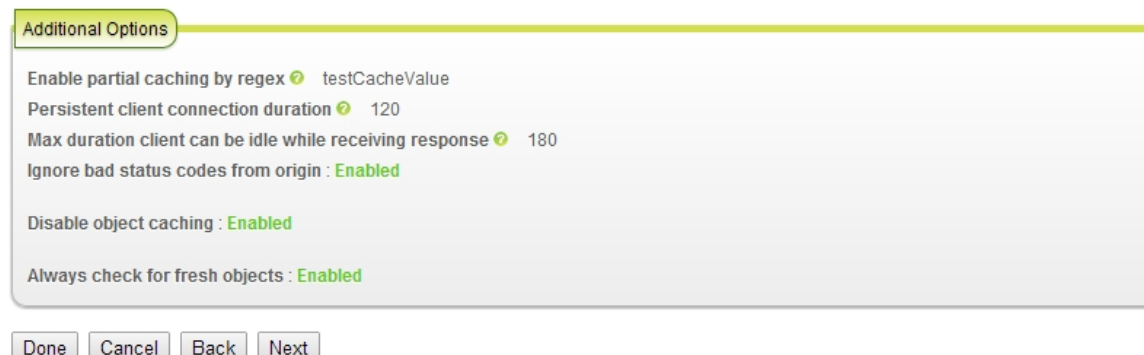 Additional Options
Enable partial caching by regex ? testCacheValue
Persistent client connection duration ? 120
Max duration client can be idle while receiving response ? 180
Ignore bad status codes from origin : Enabled
Disable object caching : Enabled
Always check for fresh objects : Enabled
Done Cancel Back Next